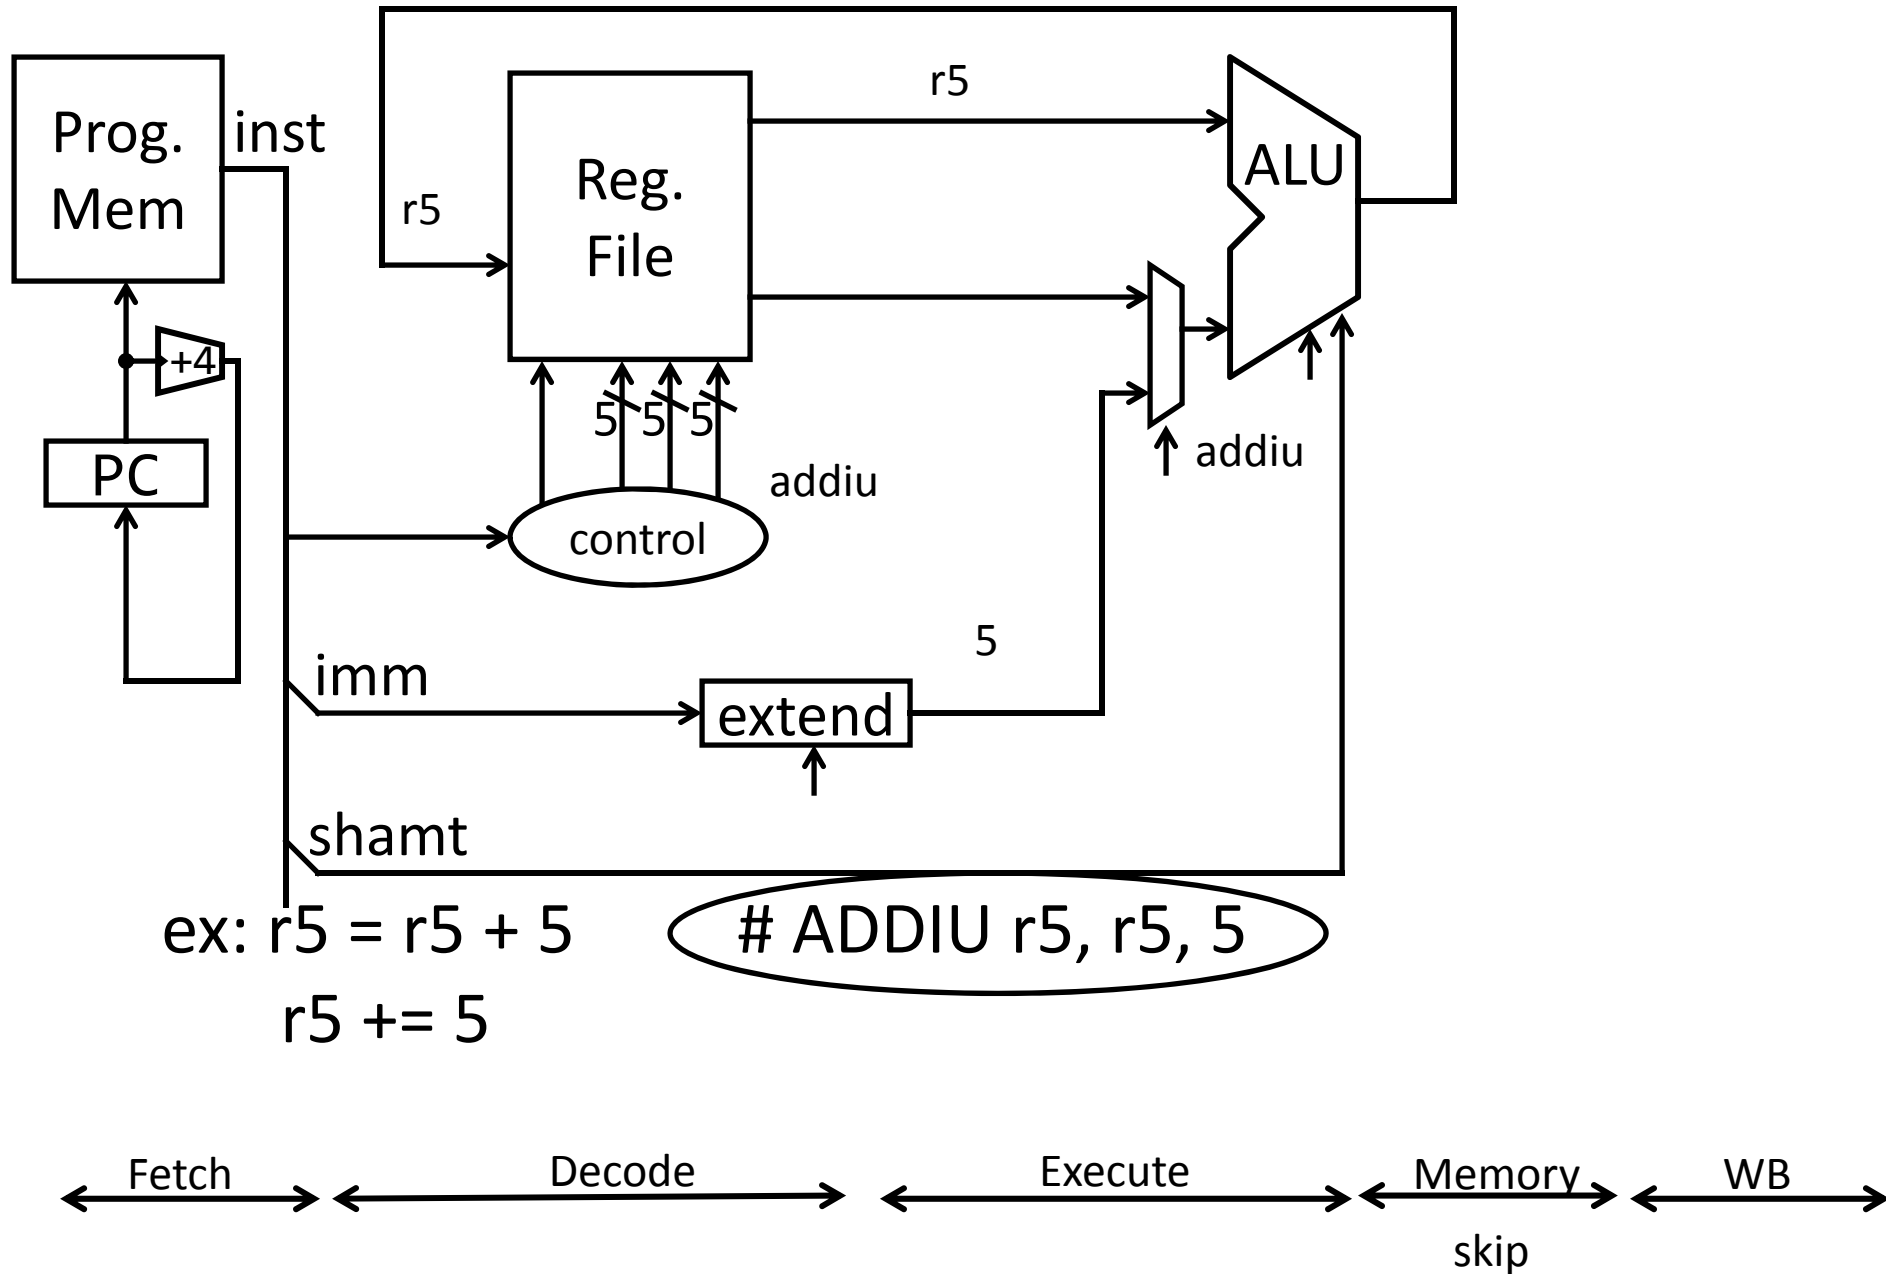 Prog.
Mem
inst
+4
PC
r5
Reg.
File
r5
ALU
5 5 5
addiu
control
addiu
imm
extend
5
shamt
ex: r5 = r5 + 5 # ADDIU r5, r5, 5
r5 += 5
Fetch Decode Execute Memory WB
skip